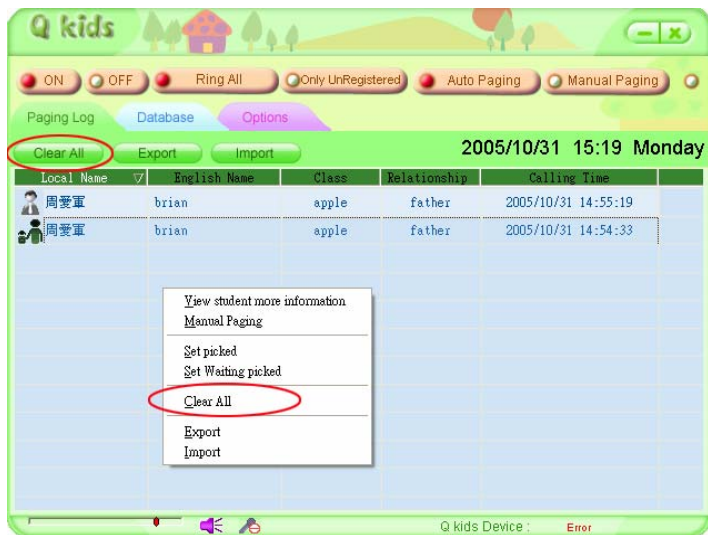 Q kids
ON OFF Ring All Only UnRegistered Auto Paging Manual Paging
Paging Log Database Options
Clear All Export Import 2005/10/31 15:19 Monday
Local Name English Name Class Relationship Calling Time
周愛軍 brian apple father 2005/10/31 14:55:19
周愛軍 brian apple father 2005/10/31 14:54:33
View student more information
Manual Paging
Set picked
Set Waiting picked
Clear All
Export
Import
Q kids Device : Error